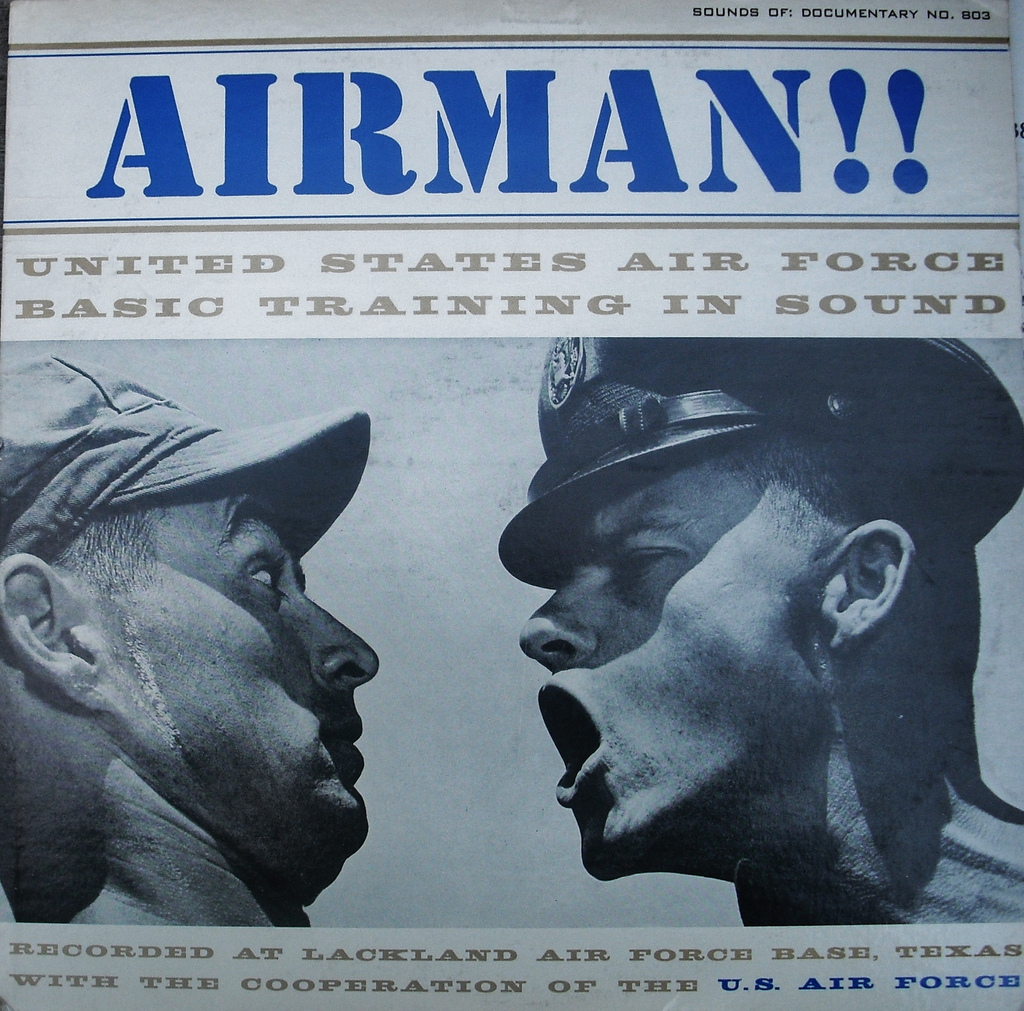 SOUNDS OF: DOCUMENTARY NO. 803
AIRMAN!!
UNITED STATES AIR FORCE
BASIC TRAINING IN SOUND
RECORDED AT LACKLAND AIR FORCE BASE, TEXAS
WITH THE COOPERATION OF THE U.S. AIR FORCE